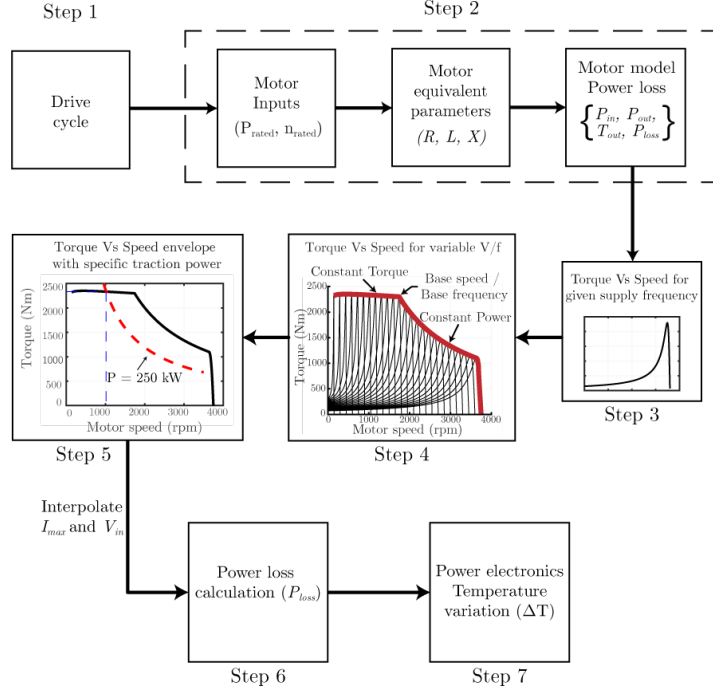 Step 1
Step 2
Drive
cycle
Motor
Inputs
(P_rated, n_rated)
Motor
equivalent
parameters
(R, L, X)
Motor model
Power loss
{P_in, P_out,
T_out, P_loss}
Torque Vs Speed envelope
with specific traction power
Torque (Nm)
2500
2000
1500
1000
500
0
P = 250 kW
0 1000 2000 3000 4000
Motor speed (rpm)
Step 5
Torque Vs Speed for variable V/f
Constant Torque
Base speed /
Base frequency
Constant Power
Torque (Nm)
2500
2000
1500
1000
500
0
0 1000 2000 3000 4000
Motor speed (rpm)
Step 4
Torque Vs Speed for
given supply frequency
Step 3
Interpolate
I_max and V_in
Power loss
calculation (P_loss)
Step 6
Power electronics
Temperature
variation (ΔT)
Step 7